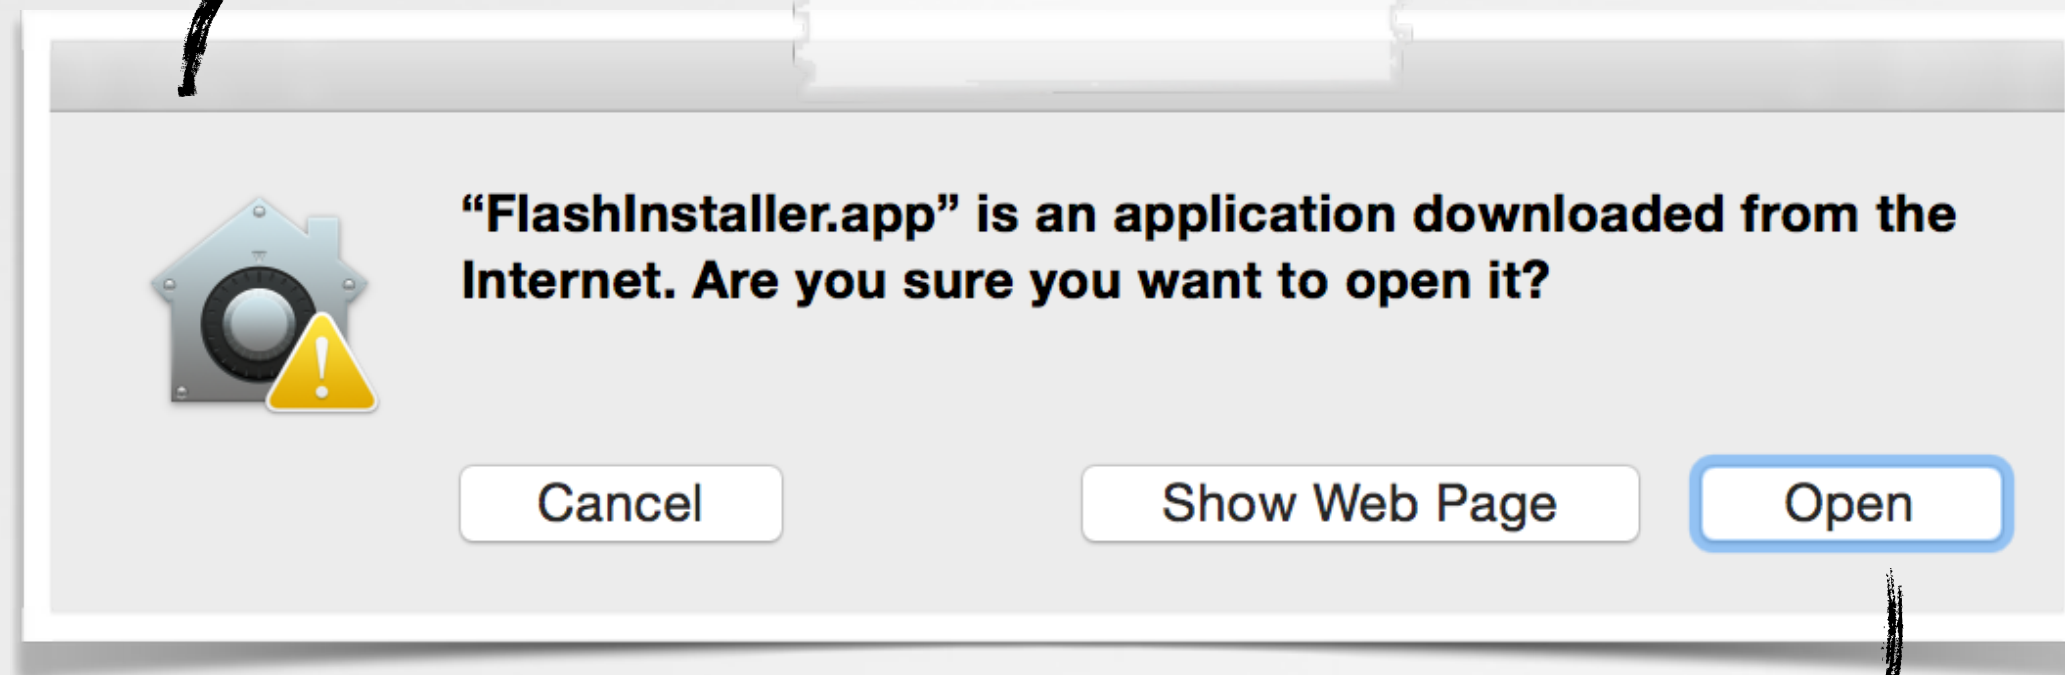 “FlashInstaller.app” is an application downloaded from the
Internet. Are you sure you want to open it?
Cancel
Show Web Page
Open